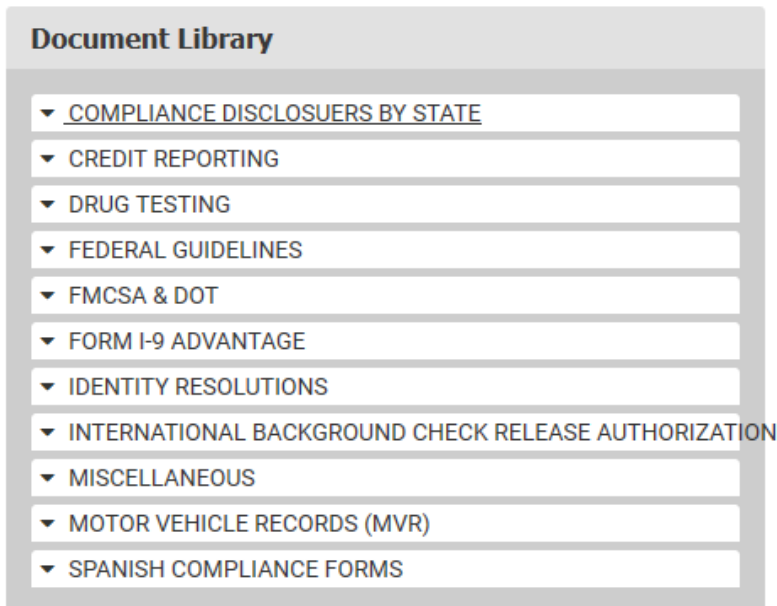 Document Library
COMPLIANCE DISCLOSUERS BY STATE
CREDIT REPORTING
DRUG TESTING
FEDERAL GUIDELINES
FMCSA & DOT
FORM I-9 ADVANTAGE
IDENTITY RESOLUTIONS
INTERNATIONAL BACKGROUND CHECK RELEASE AUTHORIZATION
MISCELLANEOUS
MOTOR VEHICLE RECORDS (MVR)
SPANISH COMPLIANCE FORMS